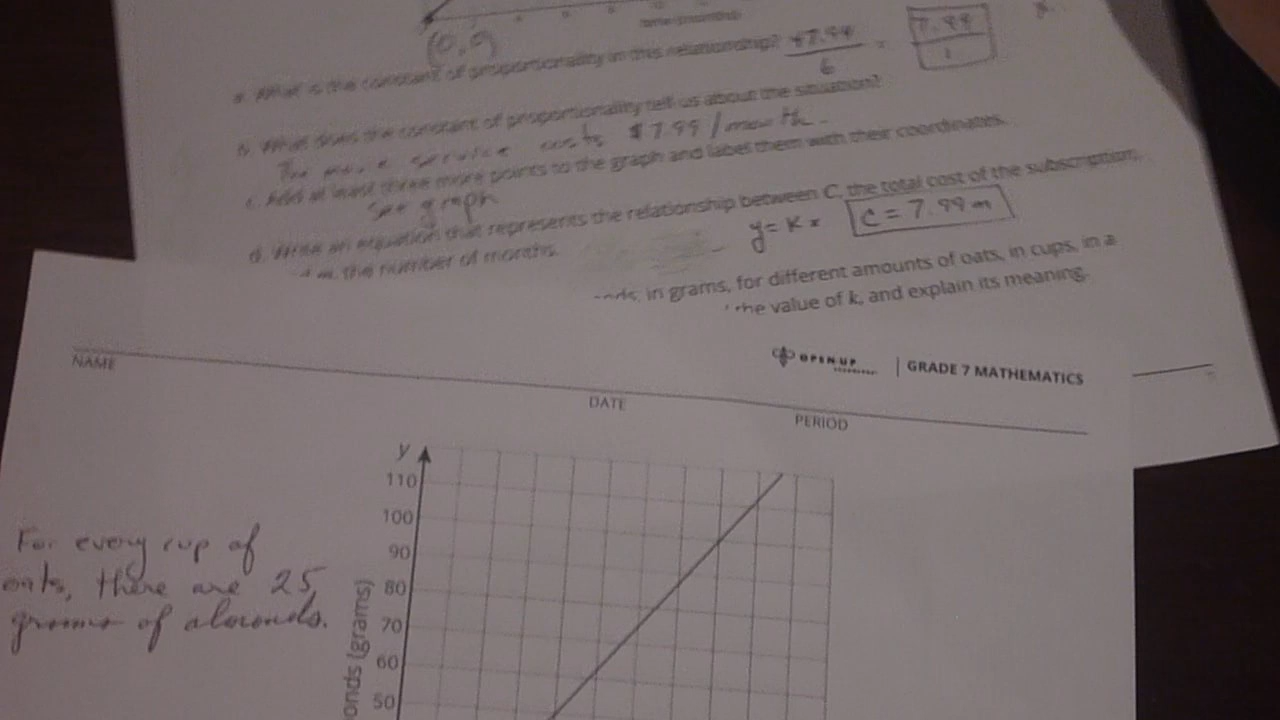 (0,0)
a. What is the constant of proportionality in this relationship? 47.94 / 6 = 7.99 / 1
b. What does the constant of proportionality tell us about the situation?
The movie service costs $7.99/month.
c. Add at least three more points to the graph and label them with their coordinates.
See graph
d. Write an equation that represents the relationship between C, the total cost of the subscription,
m, the number of months.
y = kx C = 7.99m
in grams, for different amounts of oats, in cups, in a
the value of k, and explain its meaning.
OPEN UP
GRADE 7 MATHEMATICS
NAME
DATE
PERIOD
y
110
100
90
80
70
60
50
(grams)
For every cup of
oats, there are 25
grams of almonds.